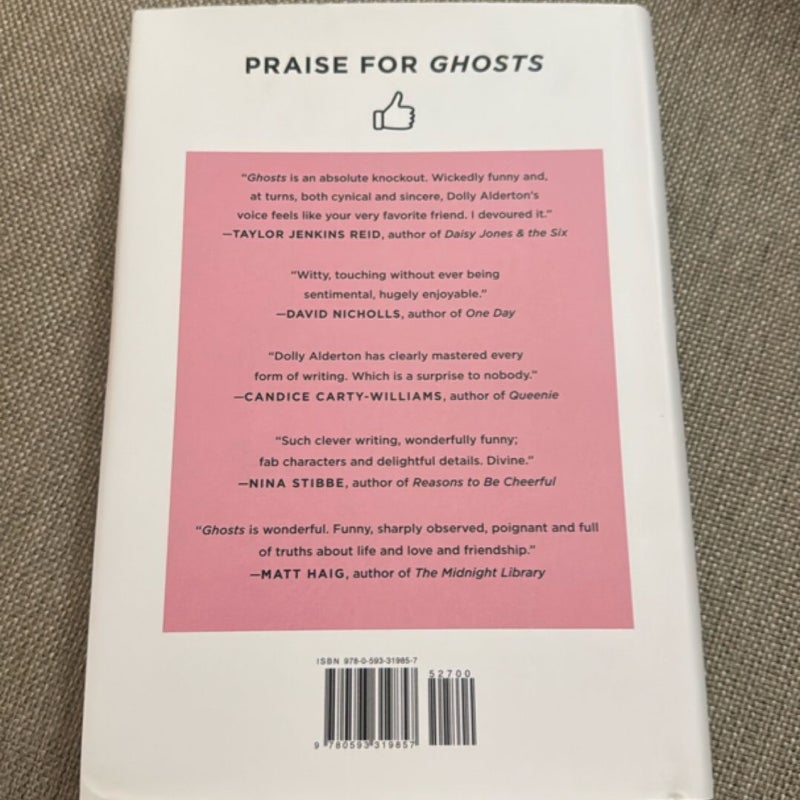 PRAISE FOR GHOSTS
“Ghosts is an absolute knockout. Wickedly funny and,
at turns, both cynical and sincere, Dolly Alderton’s
voice feels like your very favorite friend. I devoured it.”
—TAYLOR JENKINS REID, author of Daisy Jones & the Six
“Witty, touching without ever being
sentimental, hugely enjoyable.”
—DAVID NICHOLLS, author of One Day
“Dolly Alderton has clearly mastered every
form of writing. Which is a surprise to nobody.”
—CANDICE CARTY-WILLIAMS, author of Queenie
“Such clever writing, wonderfully funny;
fab characters and delightful details. Divine.”
—NINA STIBBE, author of Reasons to Be Cheerful
“Ghosts is wonderful. Funny, sharply observed, poignant and full
of truths about life and love and friendship.”
—MATT HAIG, author of The Midnight Library
ISBN 978-0-593-31985-7
52700
9 780593 319857